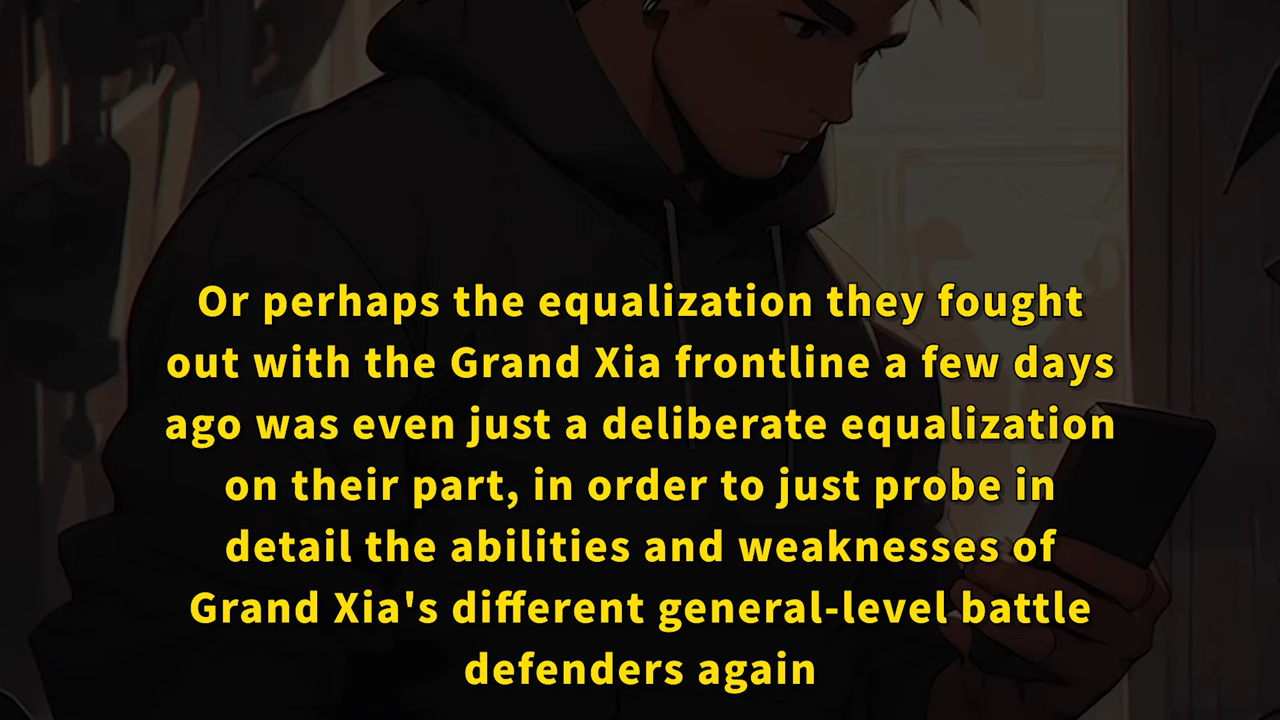 Or perhaps the equalization they fought
out with the Grand Xia frontline a few days
ago was even just a deliberate equalization
on their part, in order to just probe in
detail the abilities and weaknesses of
Grand Xia's different general-level battle
defenders again